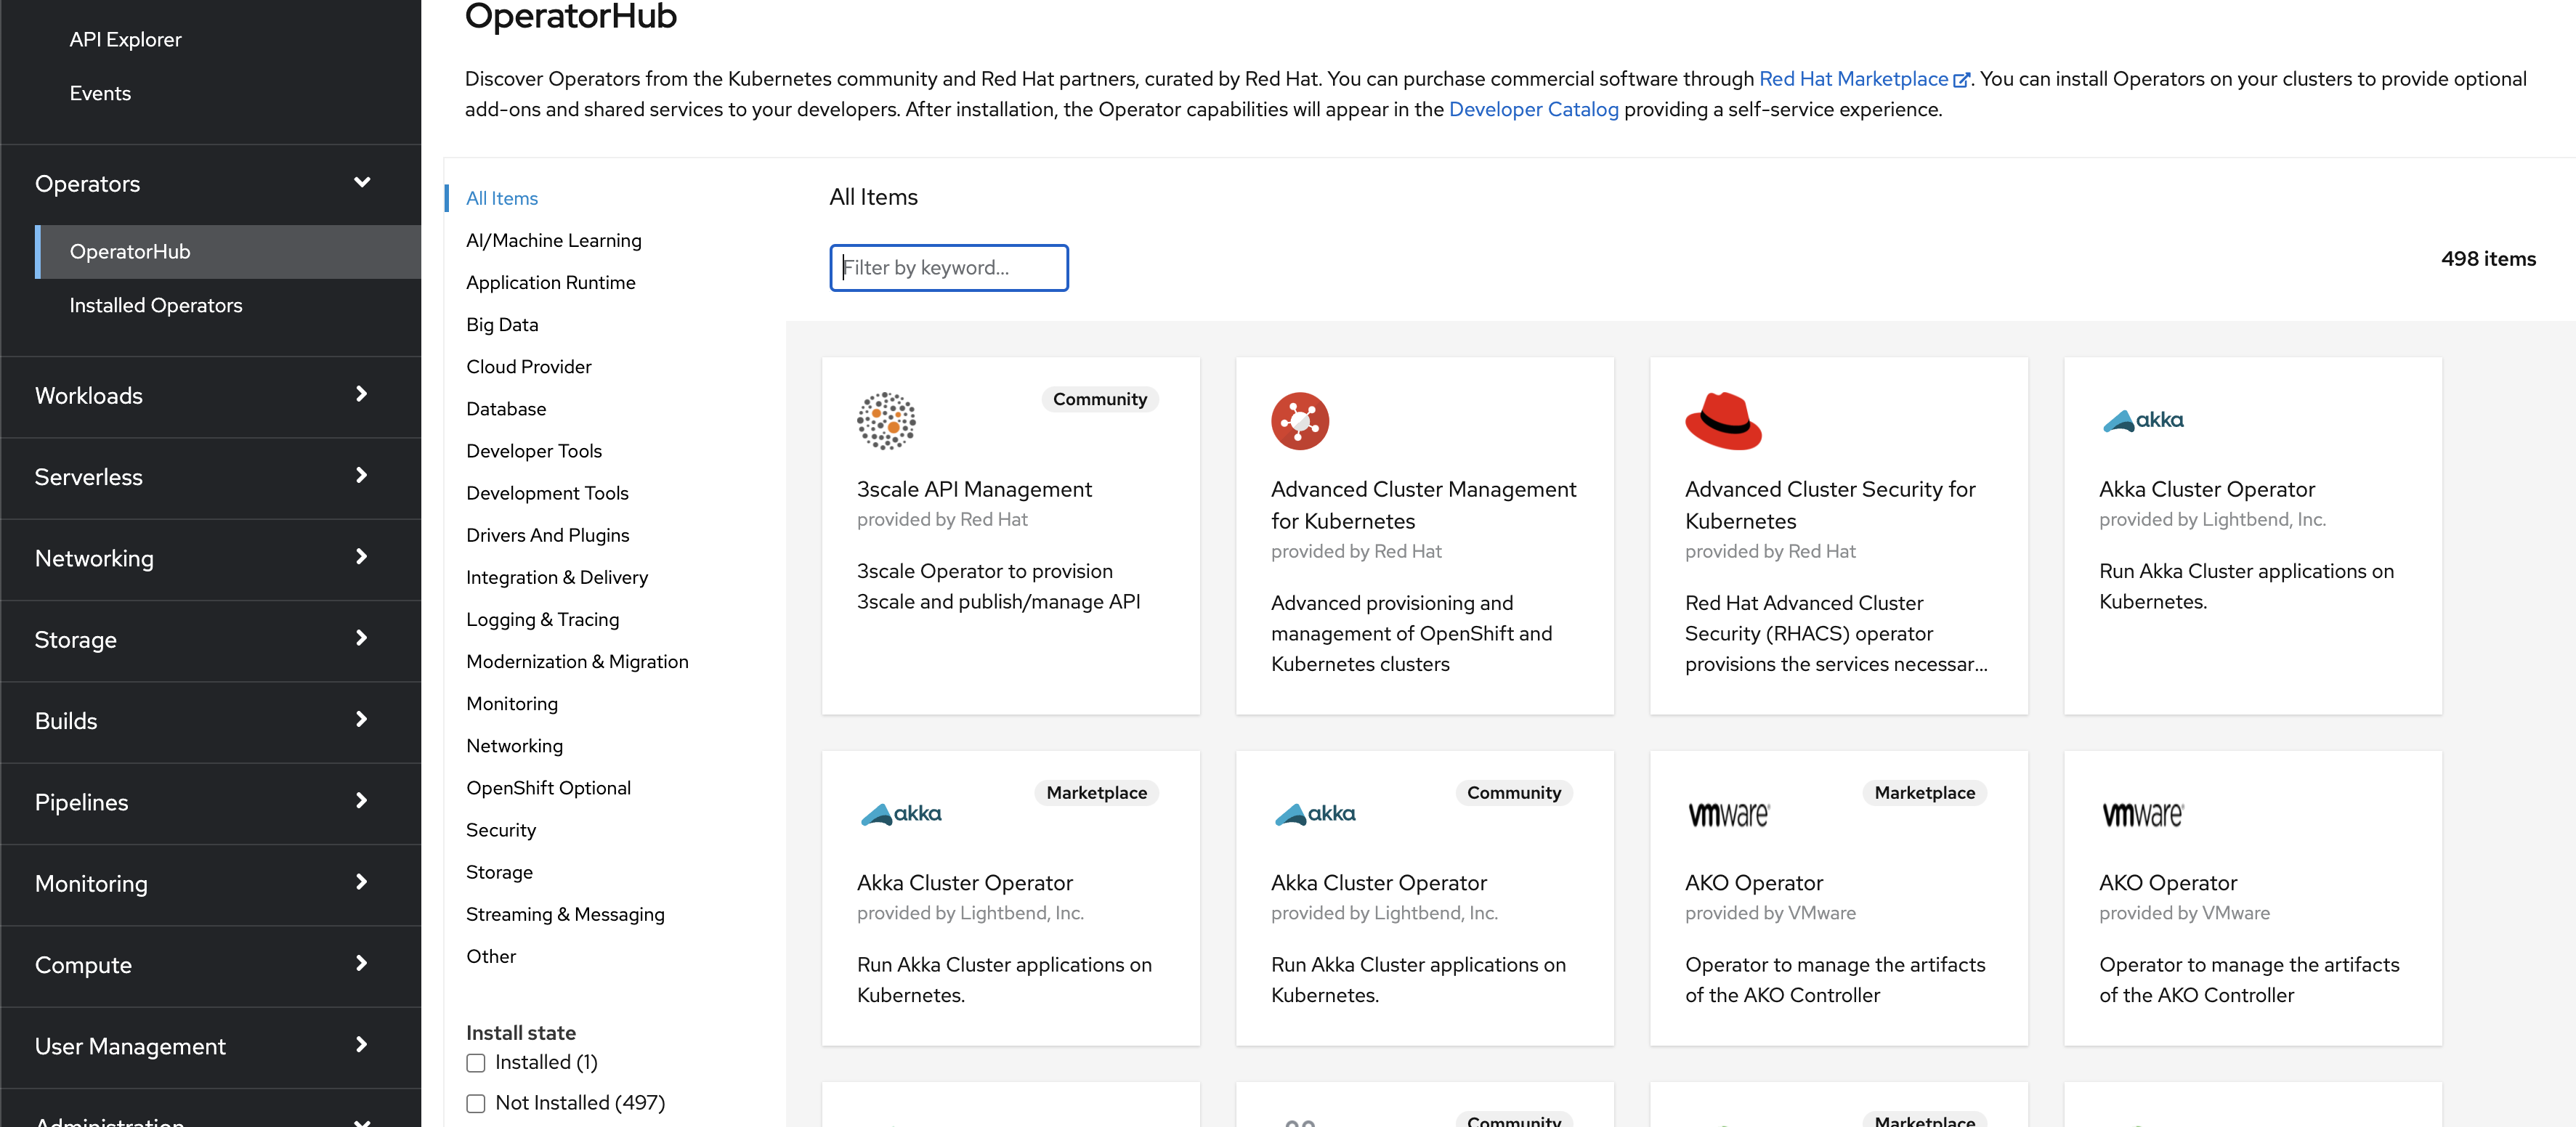 API Explorer
Events
Operators
OperatorHub
Installed Operators
Workloads
Serverless
Networking
Storage
Builds
Pipelines
Monitoring
Compute
User Management
Administration
OperatorHub
Discover Operators from the Kubernetes community and Red Hat partners, curated by Red Hat. You can purchase commercial software through Red Hat Marketplace. You can install Operators on your clusters to provide optional
add-ons and shared services to your developers. After installation, the Operator capabilities will appear in the Developer Catalog providing a self-service experience.
All Items
AI/Machine Learning
Application Runtime
Big Data
Cloud Provider
Database
Developer Tools
Development Tools
Drivers And Plugins
Integration & Delivery
Logging & Tracing
Modernization & Migration
Monitoring
Networking
OpenShift Optional
Security
Storage
Streaming & Messaging
Other
Install state
Installed (1)
Not Installed (497)
All Items
Filter by keyword...
498 items
Community
3scale API Management
provided by Red Hat
3scale Operator to provision
3scale and publish/manage API
Advanced Cluster Management
for Kubernetes
provided by Red Hat
Advanced provisioning and
management of OpenShift and
Kubernetes clusters
Advanced Cluster Security for
Kubernetes
provided by Red Hat
Red Hat Advanced Cluster
Security (RHACS) operator
provisions the services necessar...
akka
Akka Cluster Operator
provided by Lightbend, Inc.
Run Akka Cluster applications on
Kubernetes.
akka
Marketplace
Akka Cluster Operator
provided by Lightbend, Inc.
Run Akka Cluster applications on
Kubernetes.
akka
Community
Akka Cluster Operator
provided by Lightbend, Inc.
Run Akka Cluster applications on
Kubernetes.
vmware
Marketplace
AKO Operator
provided by VMware
Operator to manage the artifacts
of the AKO Controller
vmware
AKO Operator
provided by VMware
Operator to manage the artifacts
of the AKO Controller
Community
Marketplace